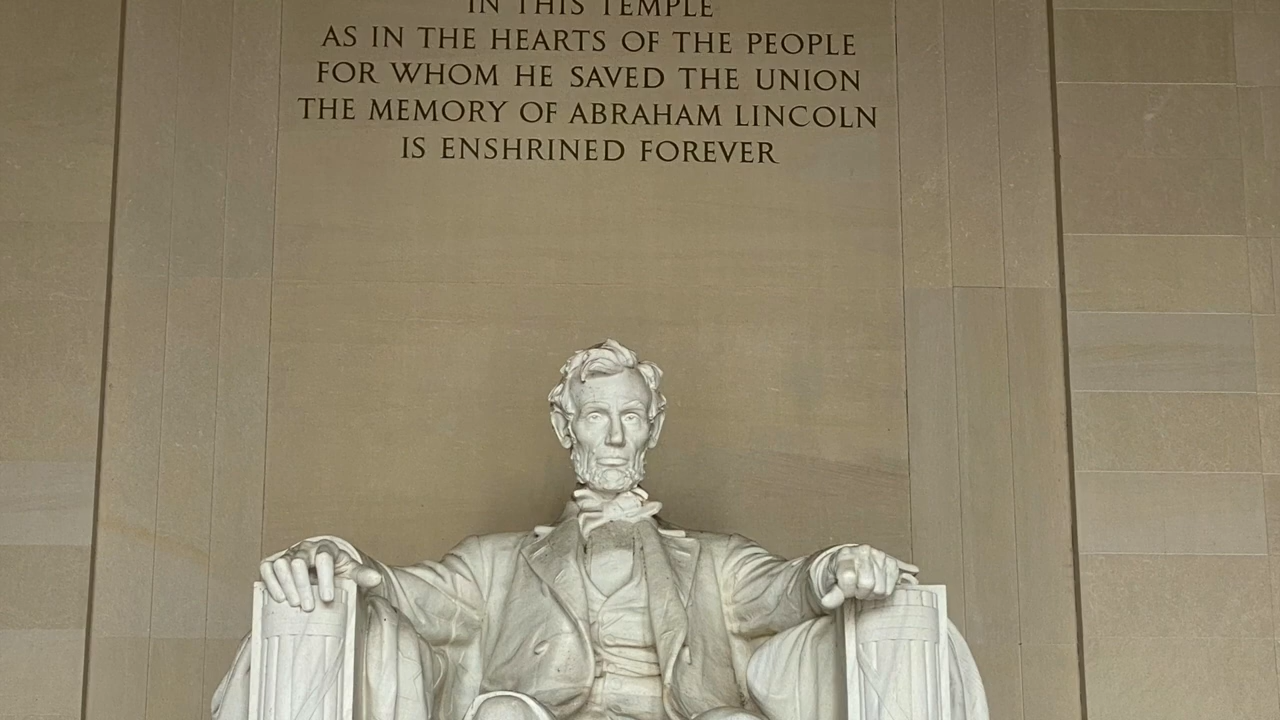 IN THIS TEMPLE
AS IN THE HEARTS OF THE PEOPLE
FOR WHOM HE SAVED THE UNION
THE MEMORY OF ABRAHAM LINCOLN
IS ENSHRINED FOREVER